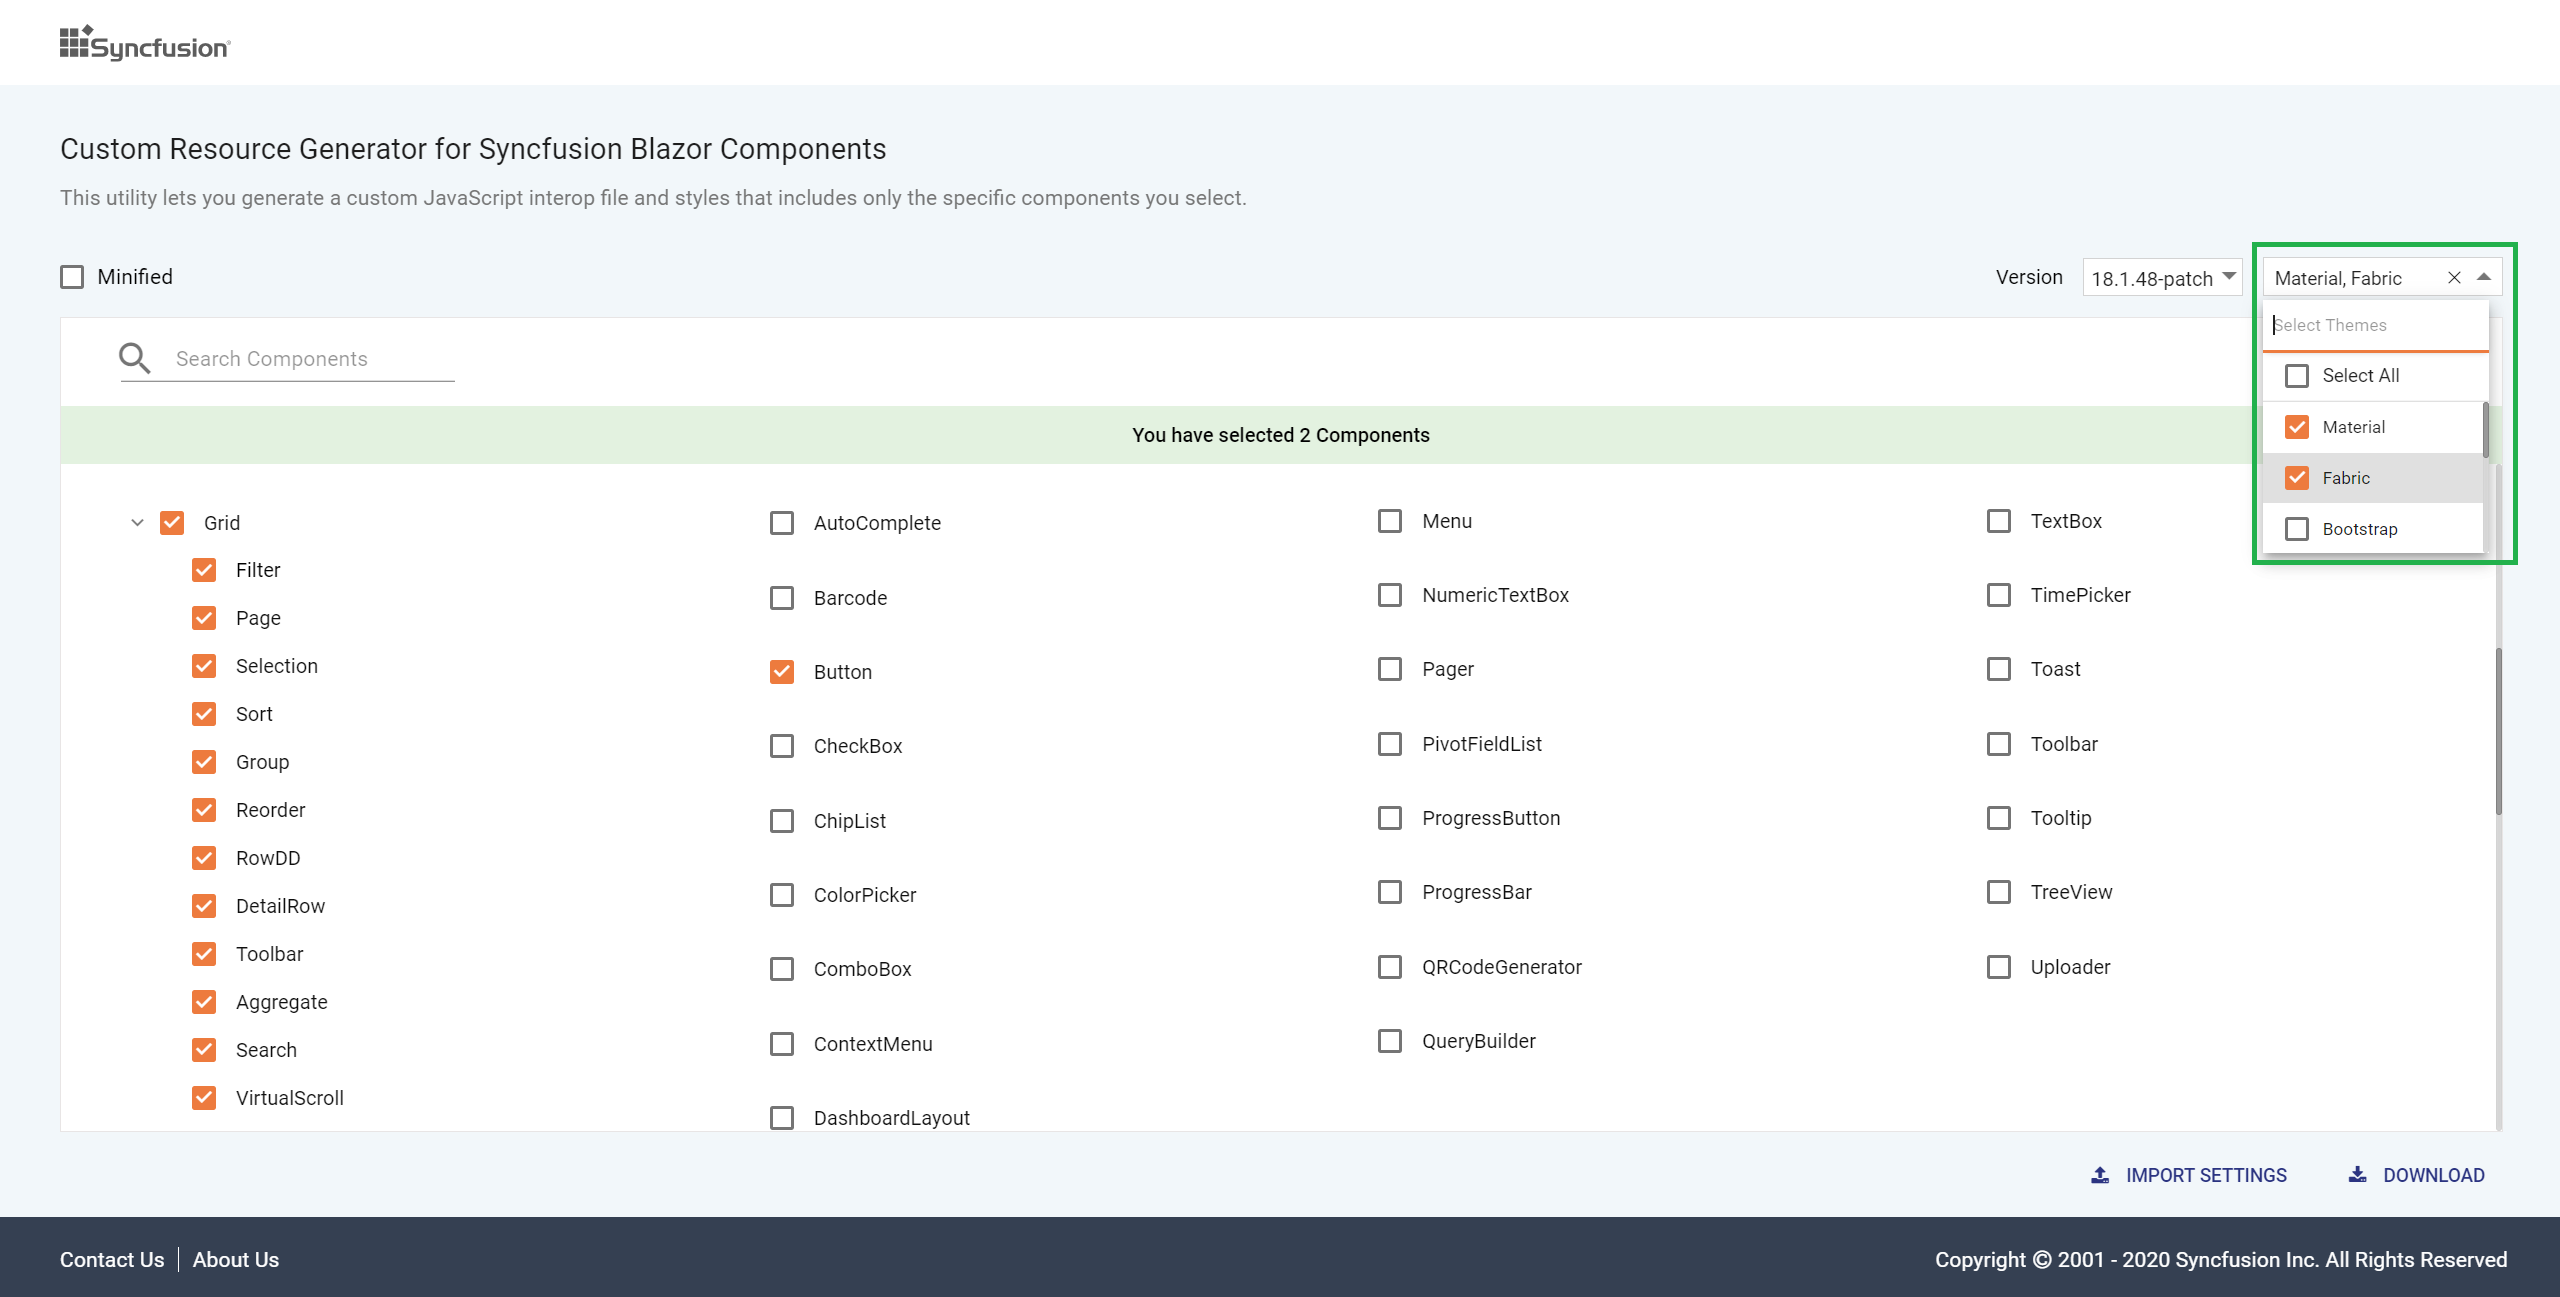 Syncfusion
Custom Resource Generator for Syncfusion Blazor Components
This utility lets you generate a custom JavaScript interop file and styles that includes only the specific components you select.
Minified
Version
18.1.48-patch
Material, Fabric
Select Themes
Select All
Material
Fabric
Bootstrap
Search Components
You have selected 2 Components
Grid
Filter
Page
Selection
Sort
Group
Reorder
RowDD
DetailRow
Toolbar
Aggregate
Search
VirtualScroll
AutoComplete
Barcode
Button
CheckBox
ChipList
ColorPicker
ComboBox
ContextMenu
DashboardLayout
Menu
NumericTextBox
Pager
PivotFieldList
ProgressButton
ProgressBar
QRCodeGenerator
QueryBuilder
TextBox
TimePicker
Toast
Toolbar
Tooltip
TreeView
Uploader
IMPORT SETTINGS
DOWNLOAD
Contact Us
About Us
Copyright © 2001 - 2020 Syncfusion Inc. All Rights Reserved